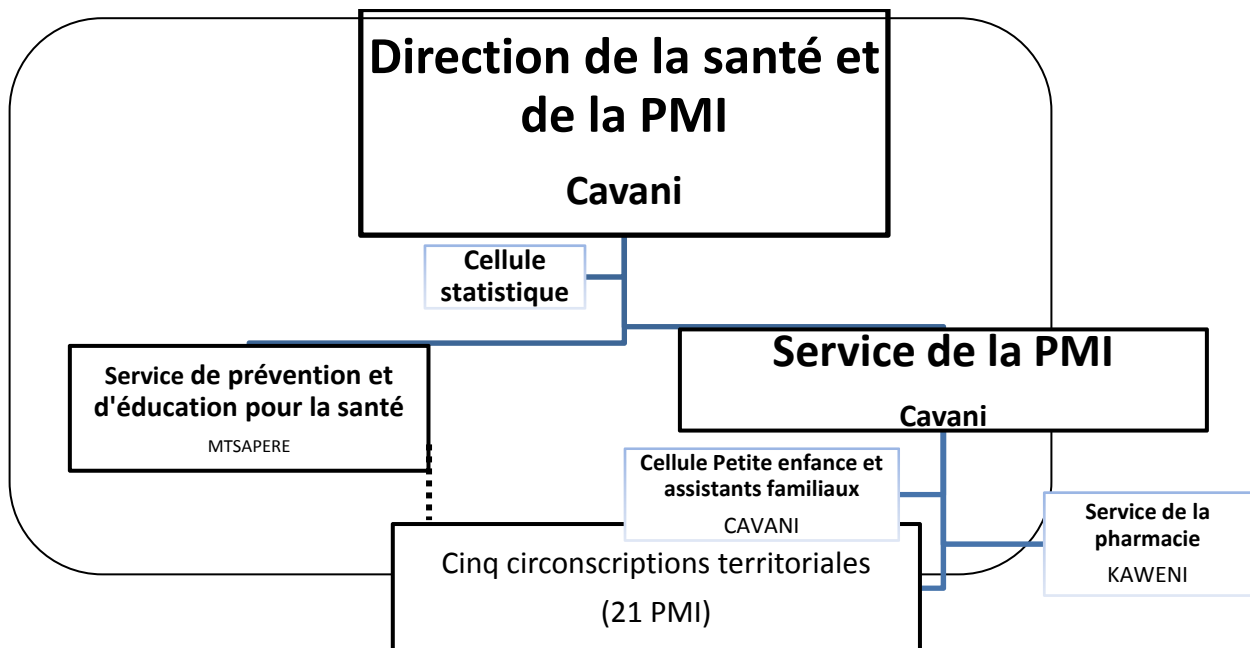 Direction de la santé et
de la PMI
Cavani
Cellule
statistique
Service de prévention et
d'éducation pour la santé
MTSAPERE
Service de la PMI
Cavani
Cellule Petite enfance et
assistants familiaux
CAVANI
Service de la
pharmacie
KAWENI
Cinq circonscriptions territoriales
(21 PMI)